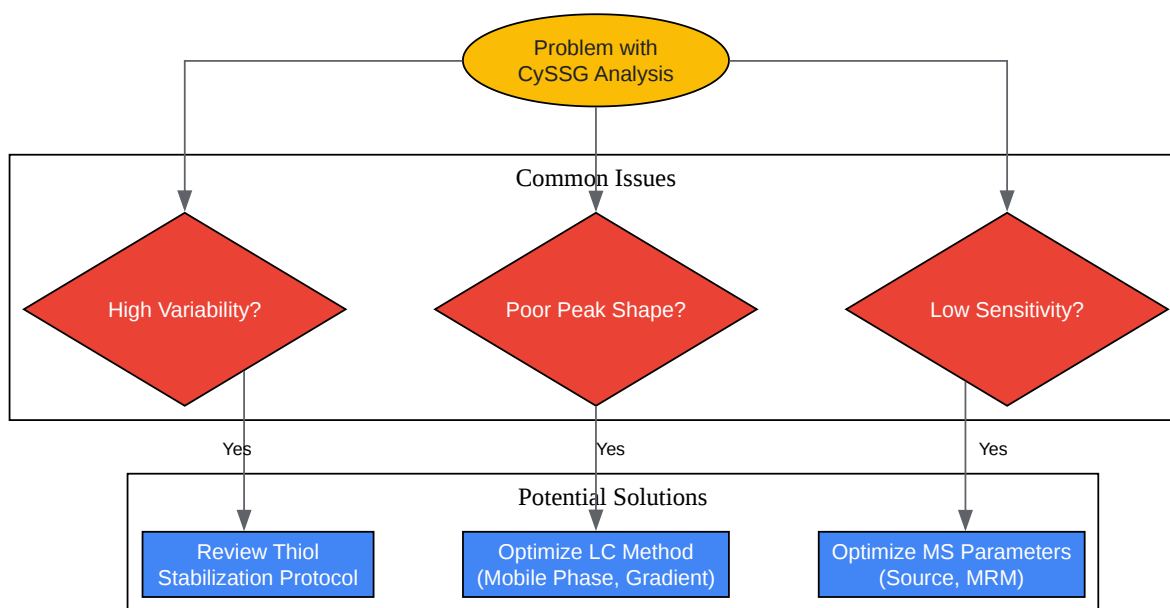 Problem with
CySSG Analysis
Common Issues
High Variability?
Poor Peak Shape?
Low Sensitivity?
Yes
Yes
Yes
Potential Solutions
Review Thiol
Stabilization Protocol
Optimize LC Method
(Mobile Phase, Gradient)
Optimize MS Parameters
(Source, MRM)